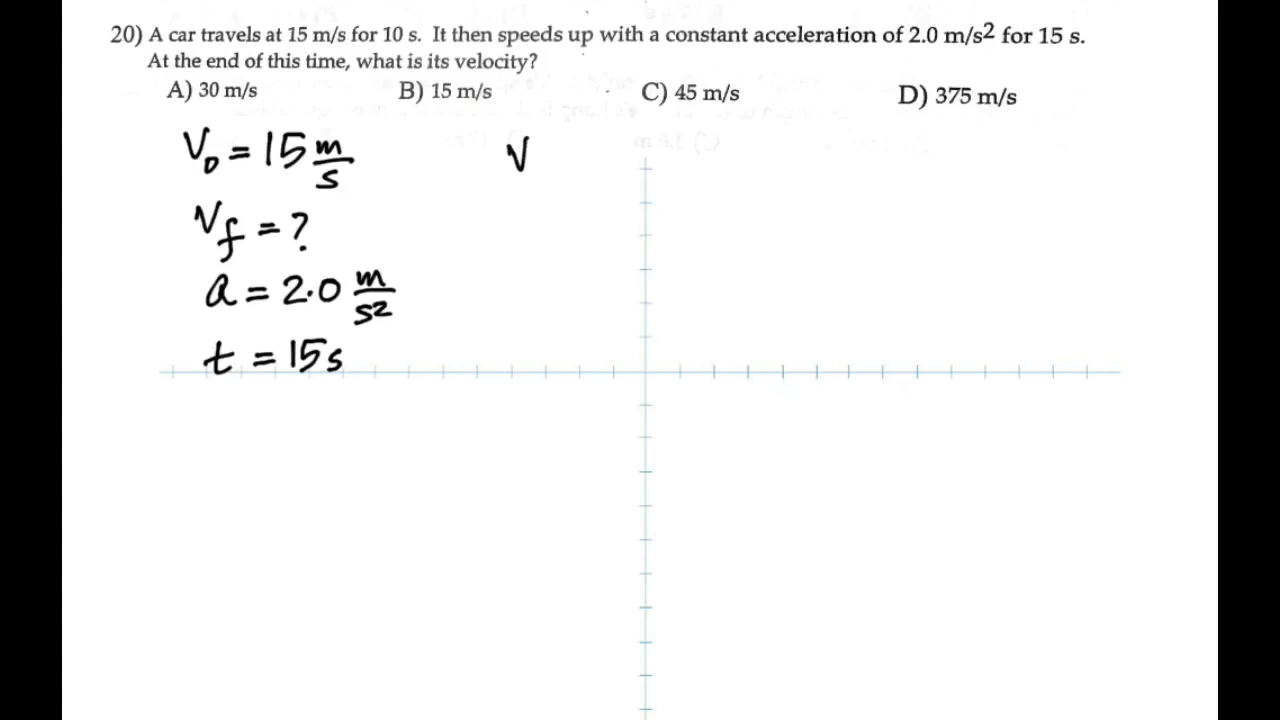 20) A car travels at 15 m/s for 10 s. It then speeds up with a constant acceleration of 2.0 m/s² for 15 s.
At the end of this time, what is its velocity?
A) 30 m/s B) 15 m/s C) 45 m/s D) 375 m/s
V₀ = 15 m/s
V
V_f = ?
a = 2.0 m/s²
t = 15s